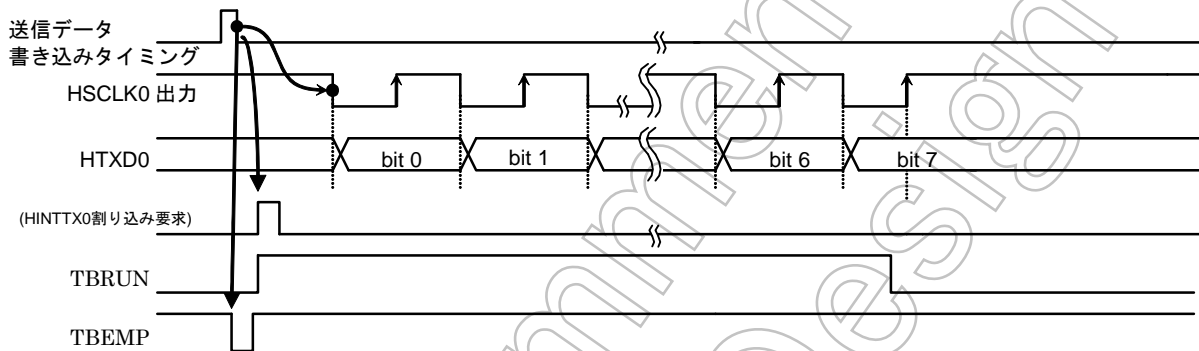 送信データ
書き込みタイミング
HSCLK0 出力
HTXD0
bit 0
bit 1
bit 6
bit 7
(HINTTX0割り込み要求)
TBRUN
TBEMP